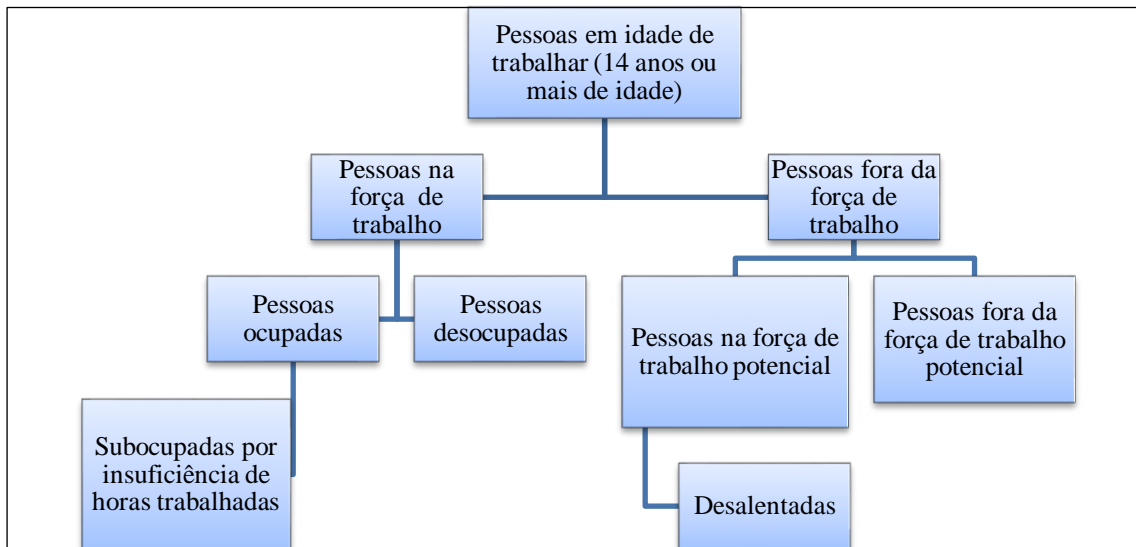 Pessoas em idade de
trabalhar (14 anos ou
mais de idade)
Pessoas na
força de
trabalho
Pessoas fora da
força de
trabalho
Pessoas
ocupadas
Pessoas
desocupadas
Pessoas na força de
trabalho potencial
Pessoas fora da
força de trabalho
potencial
Subocupadas por
insuficiência de
horas trabalhadas
Desalentadas